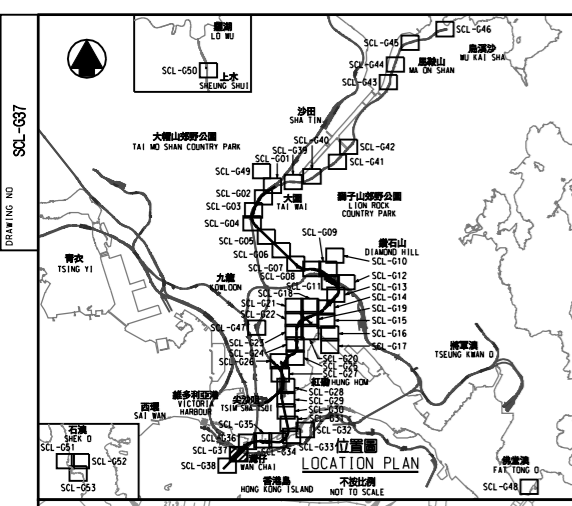 DRAWING NO
SCL-G37
羅湖
LO WU
SCL-G50
上水
SHEUNG SHUI
SCL-G46
SCL-G45
烏溪沙
WU KAI SHA
SCL-G44
馬鞍山
MA ON SHAN
SCL-G43
沙田
SHA TIN
大帽山郊野公園
TAI MO SHAN COUNTRY PARK
SCL-G40
SCL-G39
SCL-G42
SCL-G41
SCL-G01
SCL-G49
SCL-G02
SCL-G03
SCL-G04
大圍
TAI WAI
獅子山郊野公園
LION ROCK
COUNTRY PARK
SCL-G05
SCL-G06
SCL-G07
SCL-G08
SCL-G09
鑽石山
DIAMOND HILL
SCL-G10
SCL-G11
SCL-G12
SCL-G13
SCL-G14
青衣
TSING YI
九龍
KOWLOON
SCL-G18
SCL-G21
SCL-G22
SCL-G19
SCL-G15
SCL-G47
SCL-G16
SCL-G17
SCL-G23
SCL-G24
SCL-G20
SCL-G25
SCL-G26
SCL-G27
將軍澳
TSEUNG KWAN O
紅磡
HUNG HOM
SCL-G28
SCL-G29
SCL-G30
SCL-G32
SCL-G33
SCL-G34
SCL-G35
SCL-G36
SCL-G37
SCL-G38
西環
SAI WAN
維多利亞港
VICTORIA
HARBOUR
尖沙咀
TSIM SHA TSUI
灣仔
WAN CHAI
香港島
HONG KONG ISLAND
位置圖
LOCATION PLAN
不按比例
NOT TO SCALE
石澳
SHEK O
SCL-G51
SCL-G52
SCL-G53
佛堂澳
FAT TONG O
SCL-G48